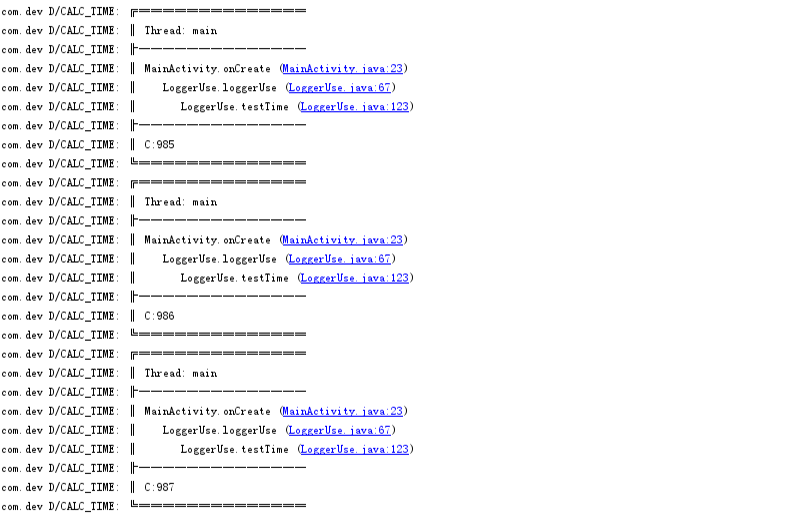 com.dev D/CALC_TIME: ╔════════════════════════════
com.dev D/CALC_TIME: ║ Thread: main
com.dev D/CALC_TIME: ╟────────────────────────────
com.dev D/CALC_TIME: ║ MainActivity.onCreate (MainActivity.java:23)
com.dev D/CALC_TIME: ║    LoggerUse.loggerUse (LoggerUse.java:67)
com.dev D/CALC_TIME: ║       LoggerUse.testTime (LoggerUse.java:123)
com.dev D/CALC_TIME: ╟────────────────────────────
com.dev D/CALC_TIME: ║ C:985
com.dev D/CALC_TIME: ╚════════════════════════════
com.dev D/CALC_TIME: ╔════════════════════════════
com.dev D/CALC_TIME: ║ Thread: main
com.dev D/CALC_TIME: ╟────────────────────────────
com.dev D/CALC_TIME: ║ MainActivity.onCreate (MainActivity.java:23)
com.dev D/CALC_TIME: ║    LoggerUse.loggerUse (LoggerUse.java:67)
com.dev D/CALC_TIME: ║       LoggerUse.testTime (LoggerUse.java:123)
com.dev D/CALC_TIME: ╟────────────────────────────
com.dev D/CALC_TIME: ║ C:986
com.dev D/CALC_TIME: ╚════════════════════════════
com.dev D/CALC_TIME: ╔════════════════════════════
com.dev D/CALC_TIME: ║ Thread: main
com.dev D/CALC_TIME: ╟────────────────────────────
com.dev D/CALC_TIME: ║ MainActivity.onCreate (MainActivity.java:23)
com.dev D/CALC_TIME: ║    LoggerUse.loggerUse (LoggerUse.java:67)
com.dev D/CALC_TIME: ║       LoggerUse.testTime (LoggerUse.java:123)
com.dev D/CALC_TIME: ╟────────────────────────────
com.dev D/CALC_TIME: ║ C:987
com.dev D/CALC_TIME: ╚════════════════════════════